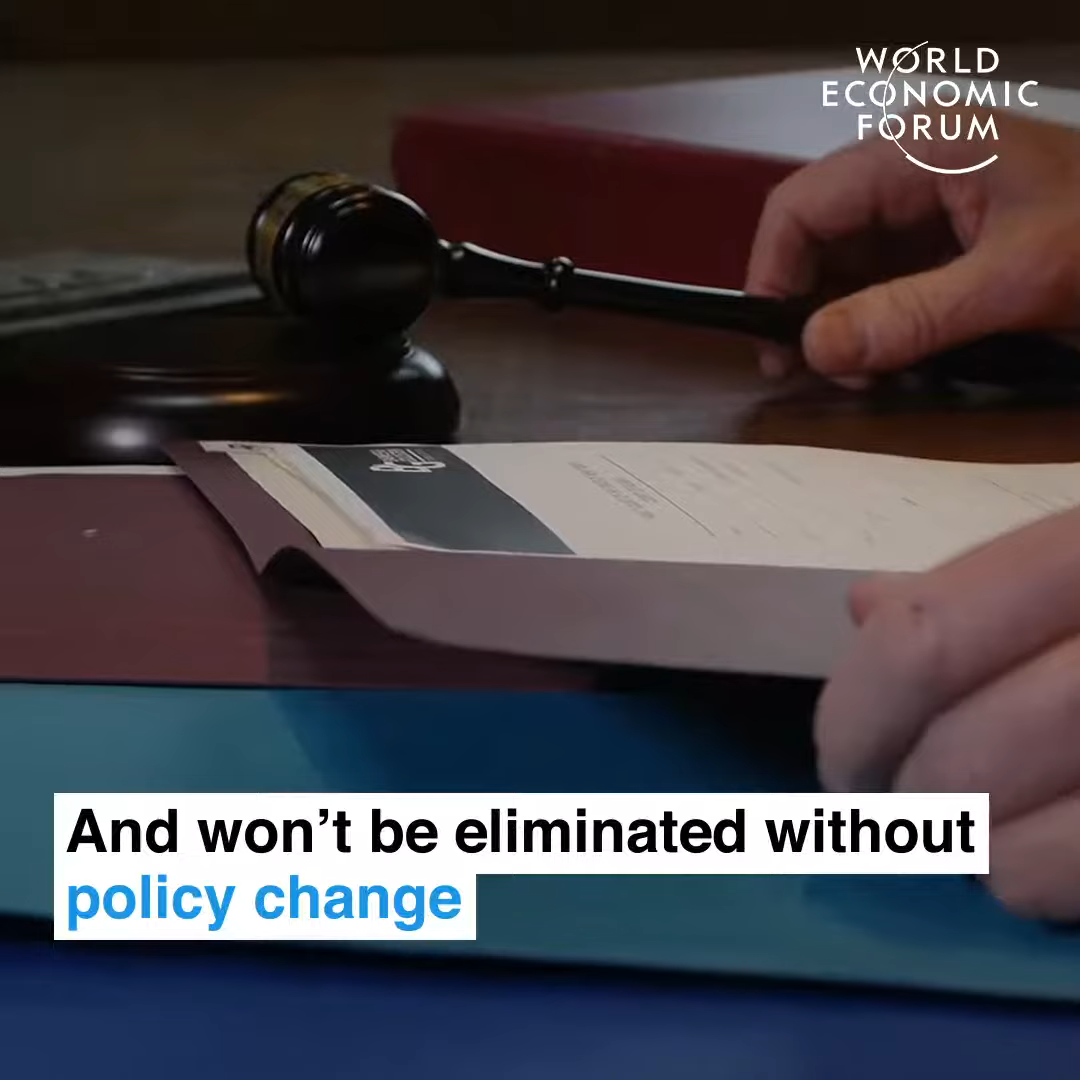 WORLD
ECONOMIC
FORUM
And won't be eliminated without
policy change